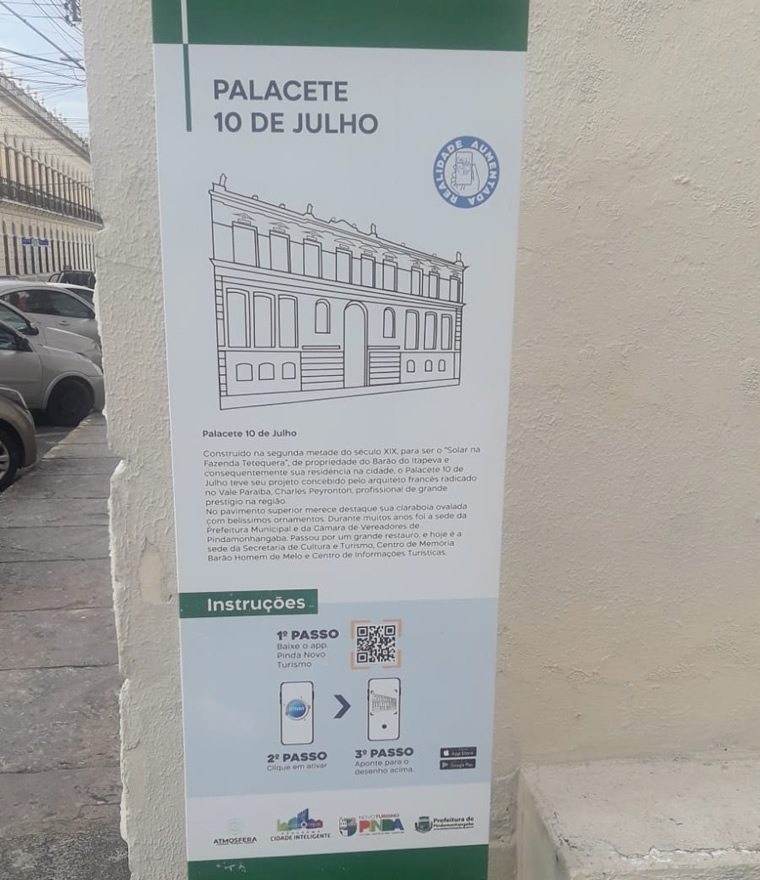 PALACETE
10 DE JULHO
REALIDADE AUMENTADA
Palacete 10 de Julho
Construído na segunda metade do século XIX, para ser o "Solar na
Fazenda Tetequera", de propriedade do Barão do Itapeva e
consequentemente sua residência na cidade, o Palacete 10 de
Julho teve seu projeto concebido pelo arquiteto francês radicado
no Vale Paraíba, Charles Peyronton, profissional de grande
prestígio na região.
No pavimento superior merece destaque sua claraboia ovalada
com belíssimos ornamentos. Durante muitos anos foi a sede da
Prefeitura Municipal e da Câmara de Vereadores de
Pindamonhangaba. Passou por um grande restauro, e hoje é a
sede da Secretaria de Cultura e Turismo, Centro de Memória
Barão Homem de Melo e Centro de Informações Turísticas.
Instruções
1º PASSO
Baixe o app.
Pinda Novo
Turismo
2º PASSO
Clique em ativar
3º PASSO
Aponte para o
desenho acima.
App Store
Google Play
ATMOSFERA
CIDADE INTELIGENTE
NOVO TURISMO
PINDA
Prefeitura de
Pindamonhangaba